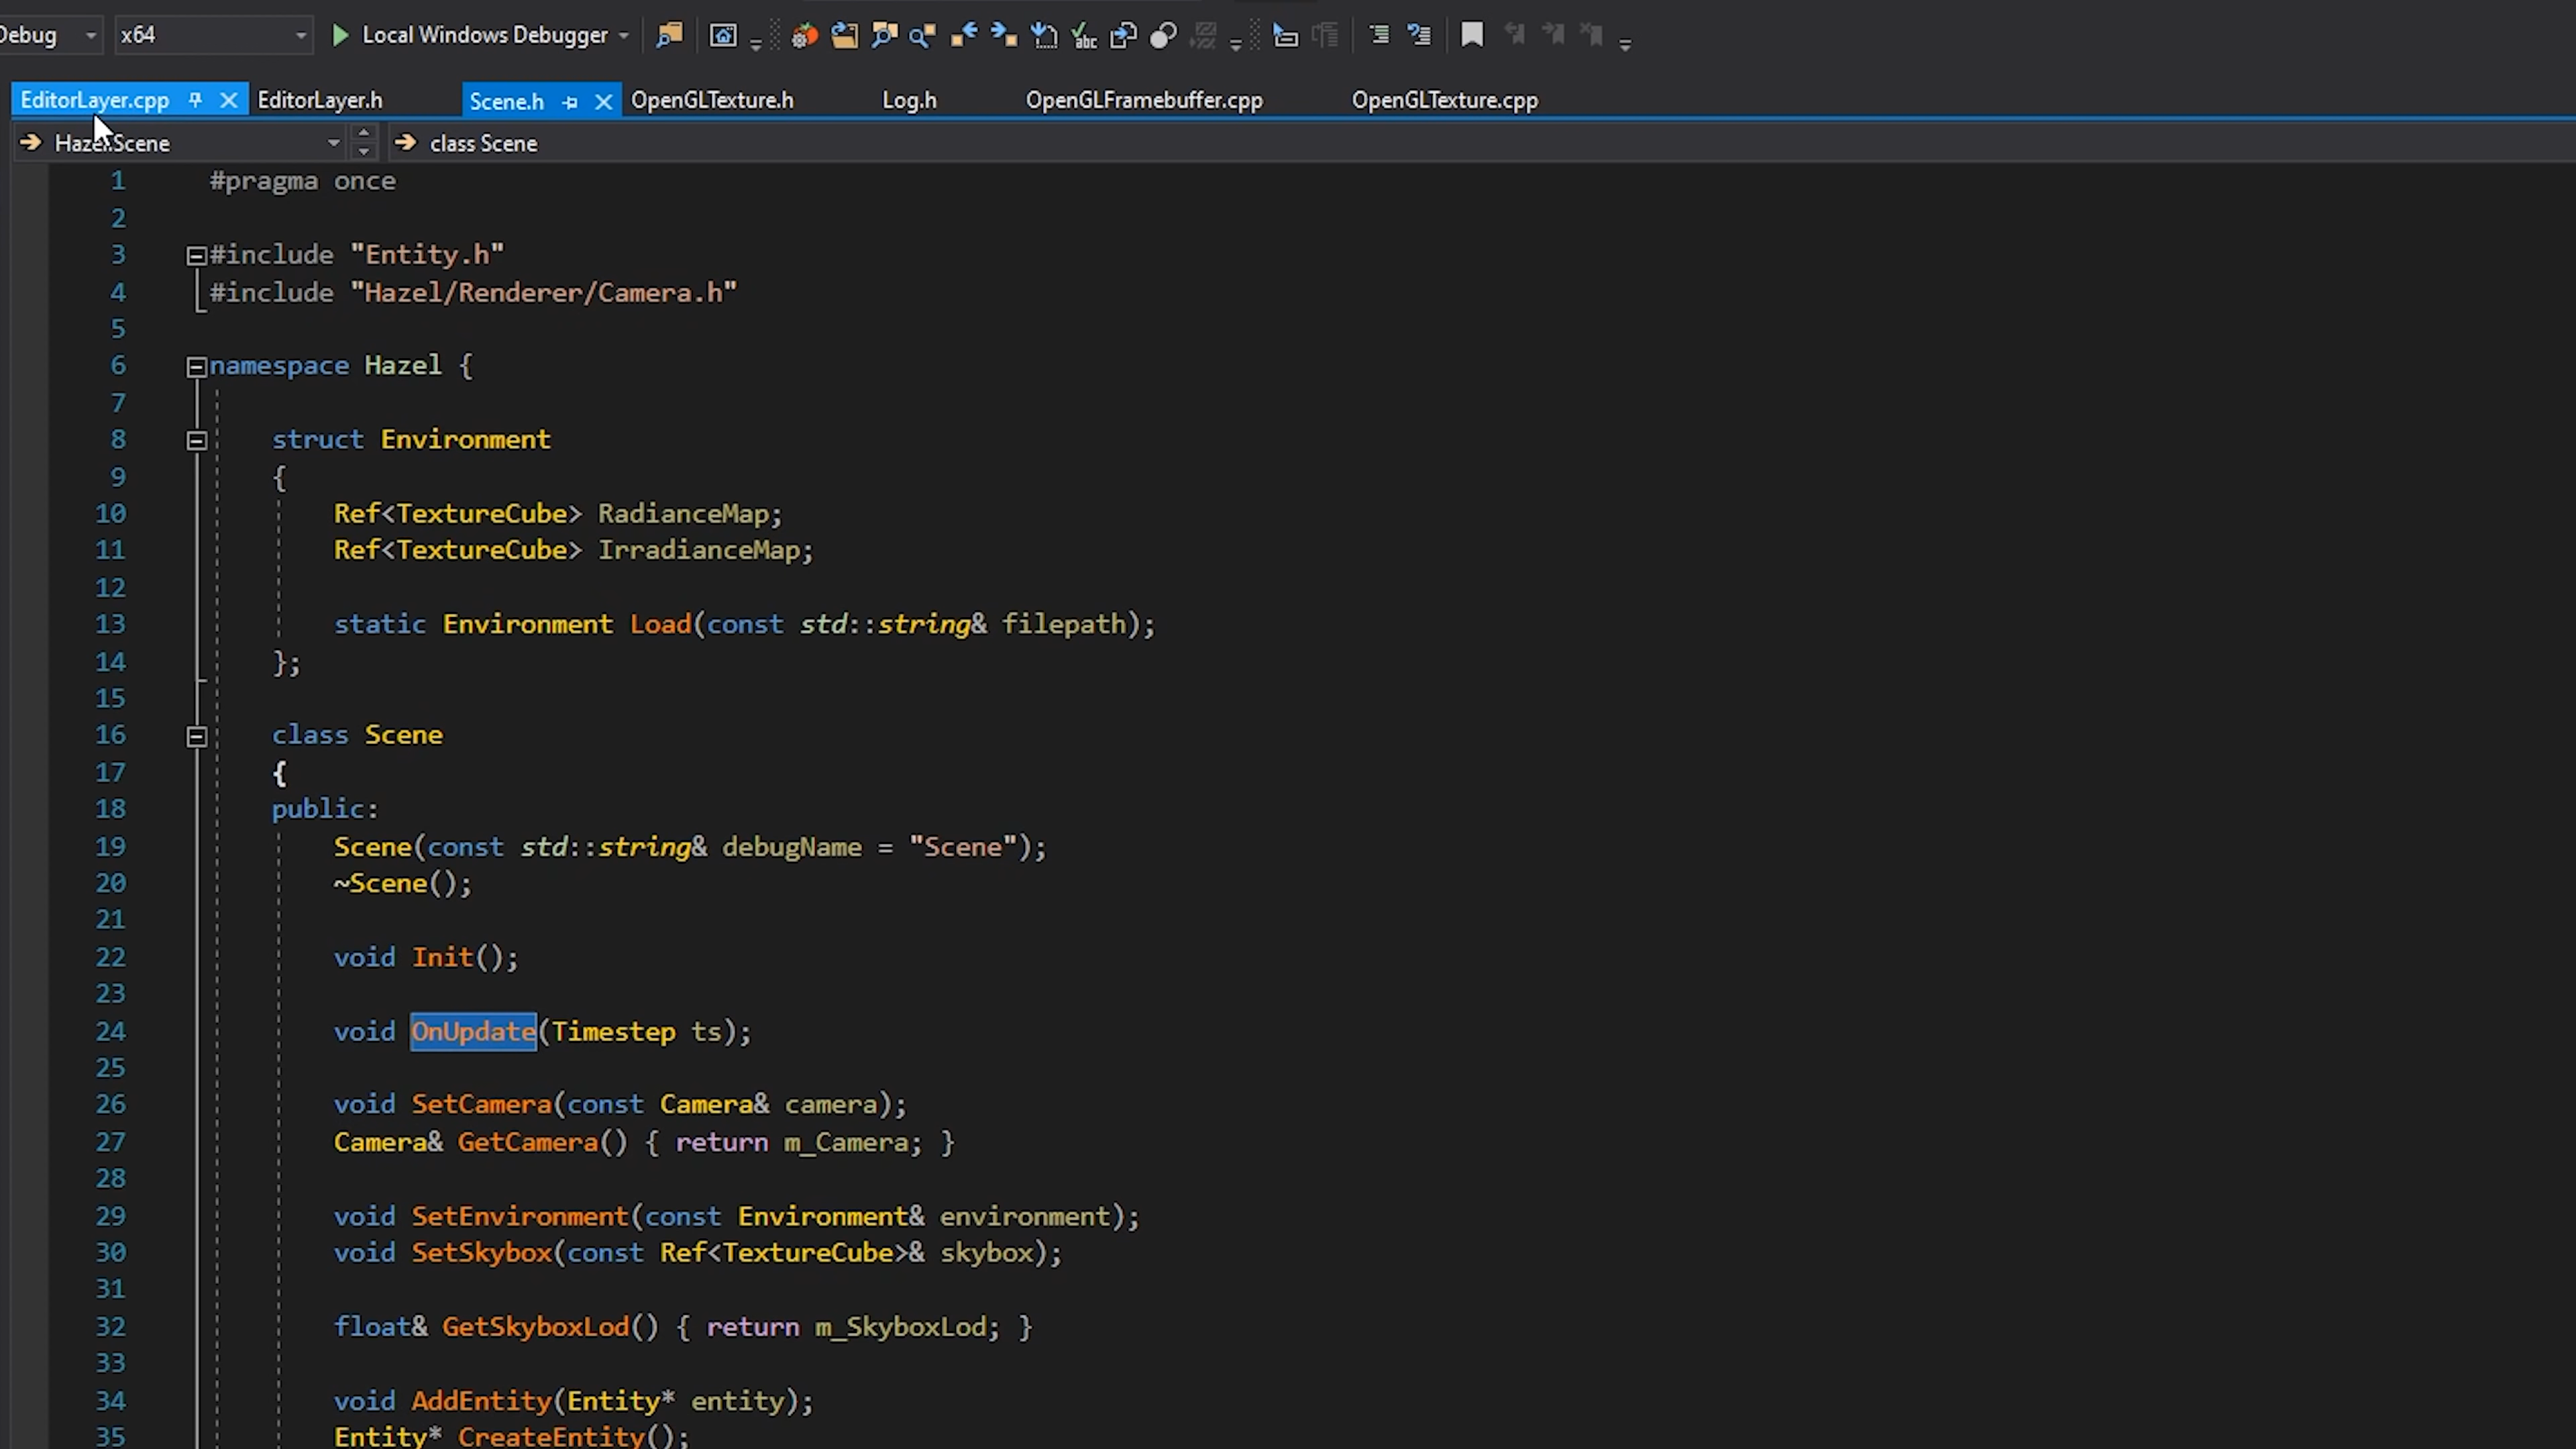 Debug x64 Local Windows Debugger
EditorLayer.cpp EditorLayer.h Scene.h OpenGLTexture.h Log.h OpenGLFramebuffer.cpp OpenGLTexture.cpp
Hazel.Scene class Scene
1 #pragma once
2
3 #include "Entity.h"
4 #include "Hazel/Renderer/Camera.h"
5
6 namespace Hazel {
7
8 struct Environment
9 {
10 Ref<TextureCube> RadianceMap;
11 Ref<TextureCube> IrradianceMap;
12
13 static Environment Load(const std::string& filepath);
14 };
15
16 class Scene
17 {
18 public:
19 Scene(const std::string& debugName = "Scene");
20 ~Scene();
21
22 void Init();
23
24 void OnUpdate(Timestep ts);
25
26 void SetCamera(const Camera& camera);
27 Camera& GetCamera() { return m_Camera; }
28
29 void SetEnvironment(const Environment& environment);
30 void SetSkybox(const Ref<TextureCube>& skybox);
31
32 float& GetSkyboxLod() { return m_SkyboxLod; }
33
34 void AddEntity(Entity* entity);
35 Entity* CreateEntity();